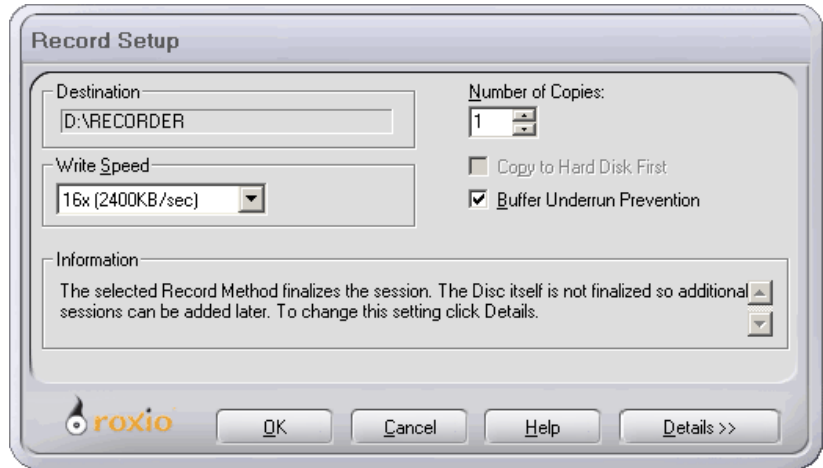 Record Setup
Destination
D:\RECORDER
Number of Copies:
1
Write Speed
16x (2400KB/sec)
Copy to Hard Disk First
Buffer Underrun Prevention
Information
The selected Record Method finalizes the session. The Disc itself is not finalized so additional
sessions can be added later. To change this setting click Details.
roxio
OK
Cancel
Help
Details >>